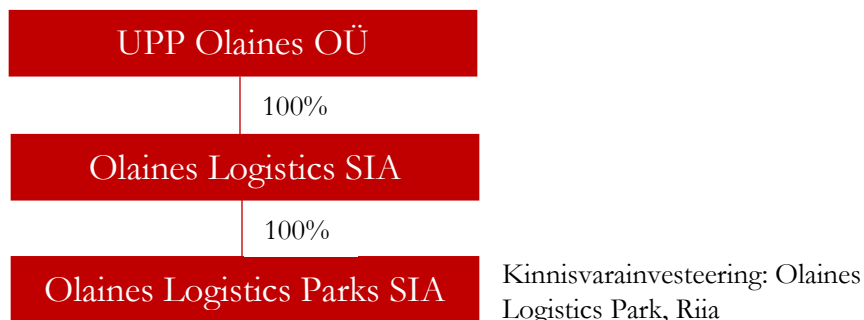 UPP Olaines OÜ
100%
Olaines Logistics SIA
100%
Olaines Logistics Parks SIA
Kinnisvarainvesteering: Olaines
Logistics Park, Riia